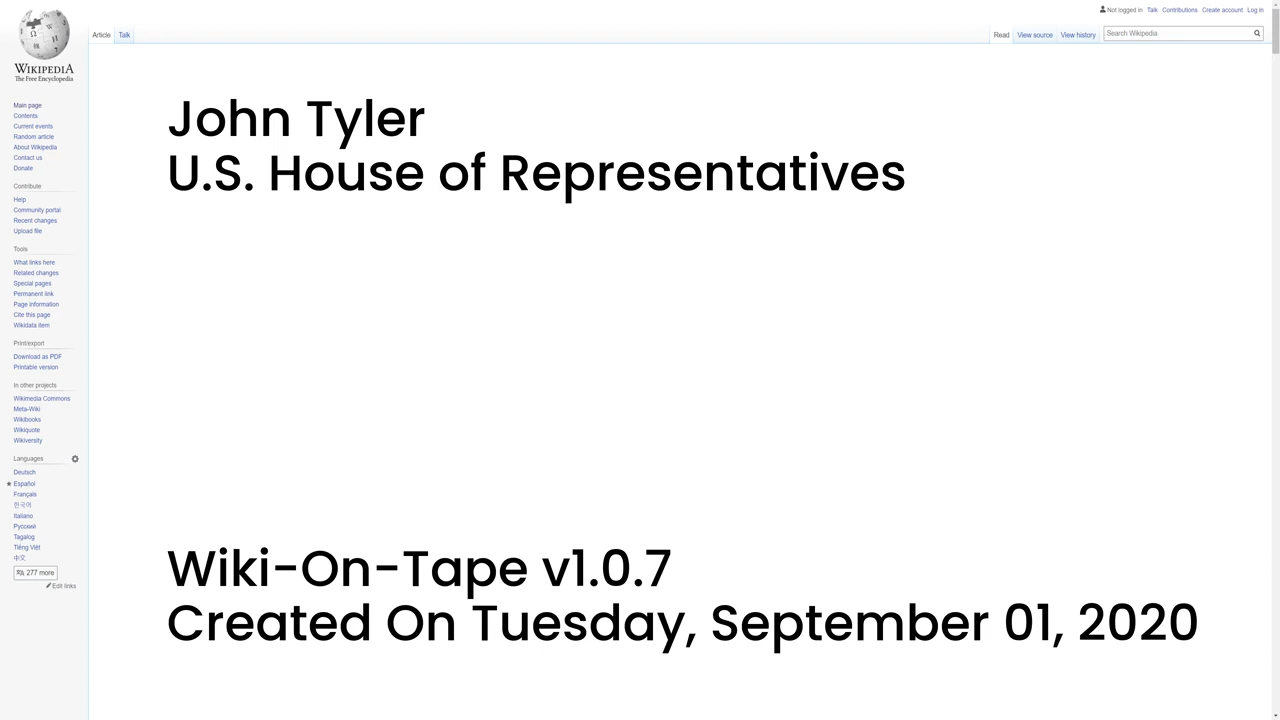 Not logged in Talk Contributions Create account Log in
Article Talk Read View source View history Search Wikipedia
WIKIPEDIA
The Free Encyclopedia
Main page
Contents
Current events
Random article
About Wikipedia
Contact us
Donate
Contribute
Help
Community portal
Recent changes
Upload file
Tools
What links here
Related changes
Special pages
Permanent link
Page information
Cite this page
Wikidata item
Print/export
Download as PDF
Printable version
In other projects
Wikimedia Commons
Meta-Wiki
Wikibooks
Wikiquote
Wikiversity
Languages
Deutsch
Español
Français
한국어
Italiano
Русский
Tagalog
Tiếng Việt
中文
277 more
Edit links
John Tyler
U.S. House of Representatives
Wiki-On-Tape v1.0.7
Created On Tuesday, September 01, 2020